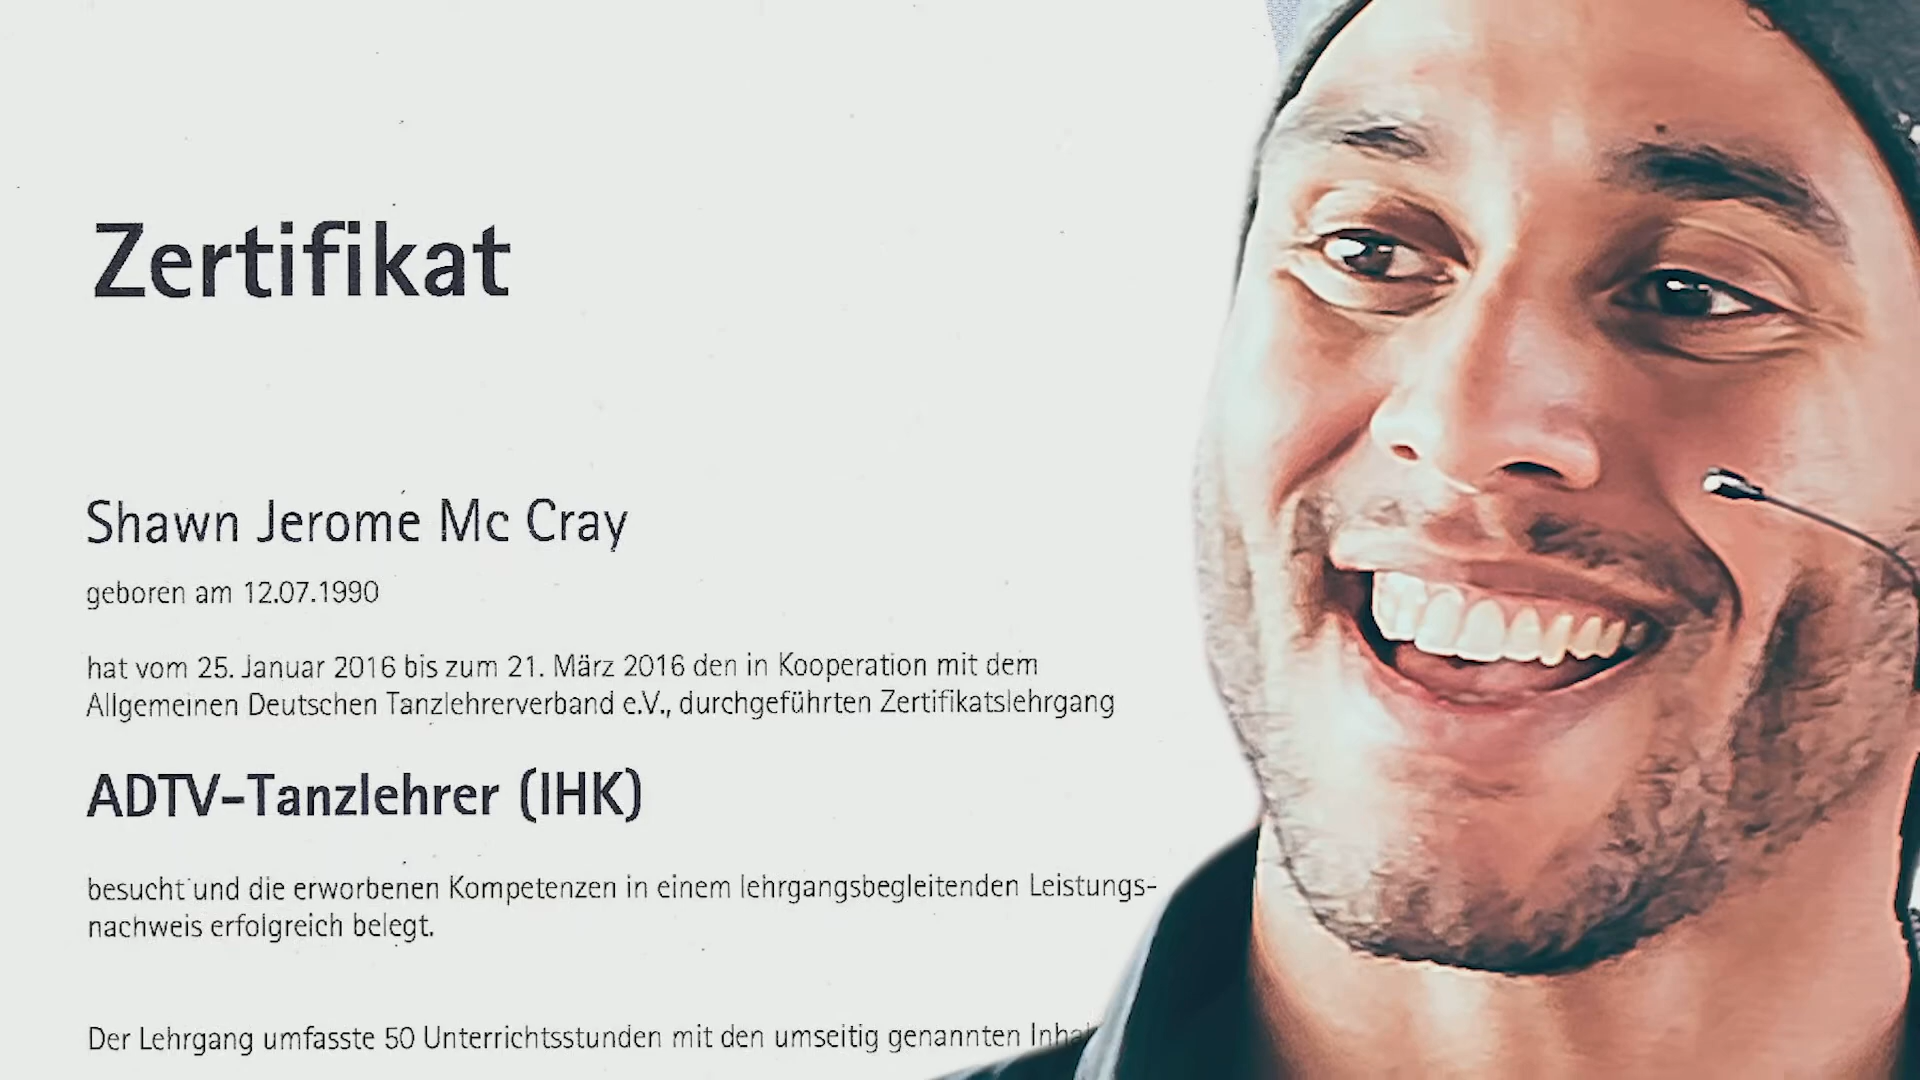 Zertifikat
Shawn Jerome Mc Cray
geboren am 12.07.1990
hat vom 25. Januar 2016 bis zum 21. März 2016 den in Kooperation mit dem
Allgemeinen Deutschen Tanzlehrerverband e.V., durchgeführten Zertifikatslehrgang
ADTV-Tanzlehrer (IHK)
besucht und die erworbenen Kompetenzen in einem lehrgangsbegleitenden Leistungs-
nachweis erfolgreich belegt.
Der Lehrgang umfasste 50 Unterrichtsstunden mit den umseitig genannten